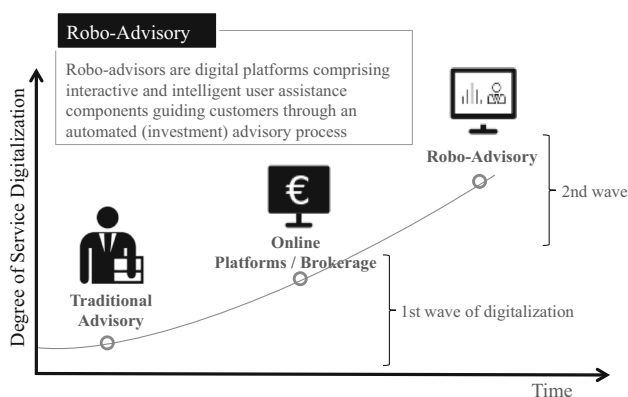 Robo-Advisory
Robo-advisors are digital platforms comprising
interactive and intelligent user assistance
components guiding customers through an
automated (investment) advisory process
Degree of Service Digitalization
Robo-Advisory
2nd wave
€
Online
Platforms / Brokerage
Traditional
Advisory
1st wave of digitalization
Time